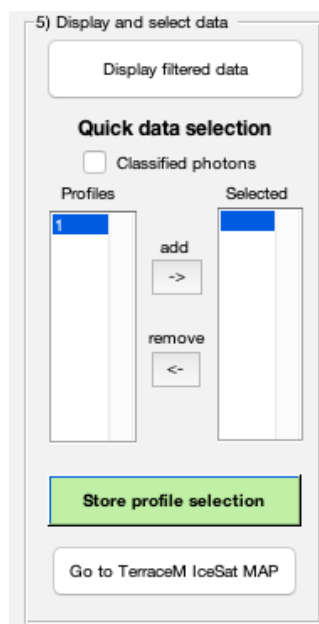 5) Display and select data
Display filtered data
Quick data selection
Classified photons
Profiles Selected
1
add
->
remove
<-
Store profile selection
Go to TerraceM IceSat MAP